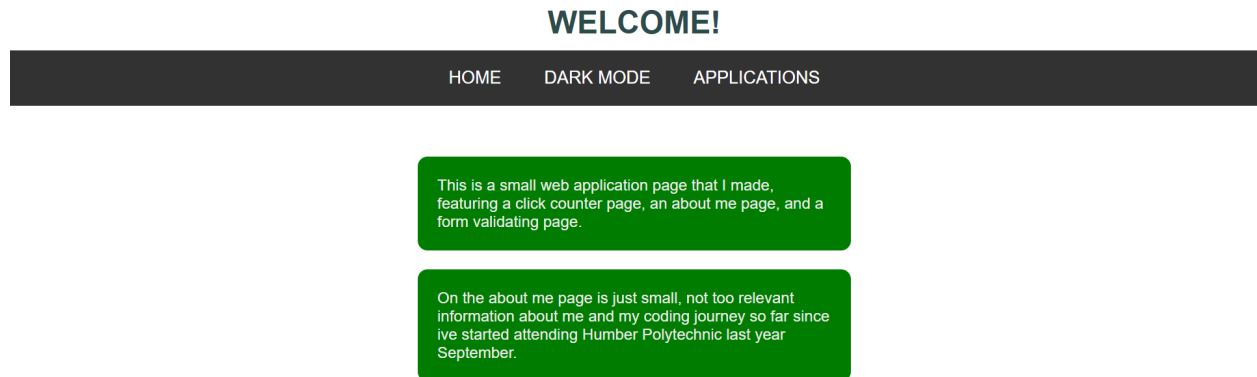 WELCOME!
HOME DARK MODE APPLICATIONS
This is a small web application page that I made,
featuring a click counter page, an about me page, and a
form validating page.
On the about me page is just small, not too relevant
information about me and my coding journey so far since
ive started attending Humber Polytechnic last year
September.